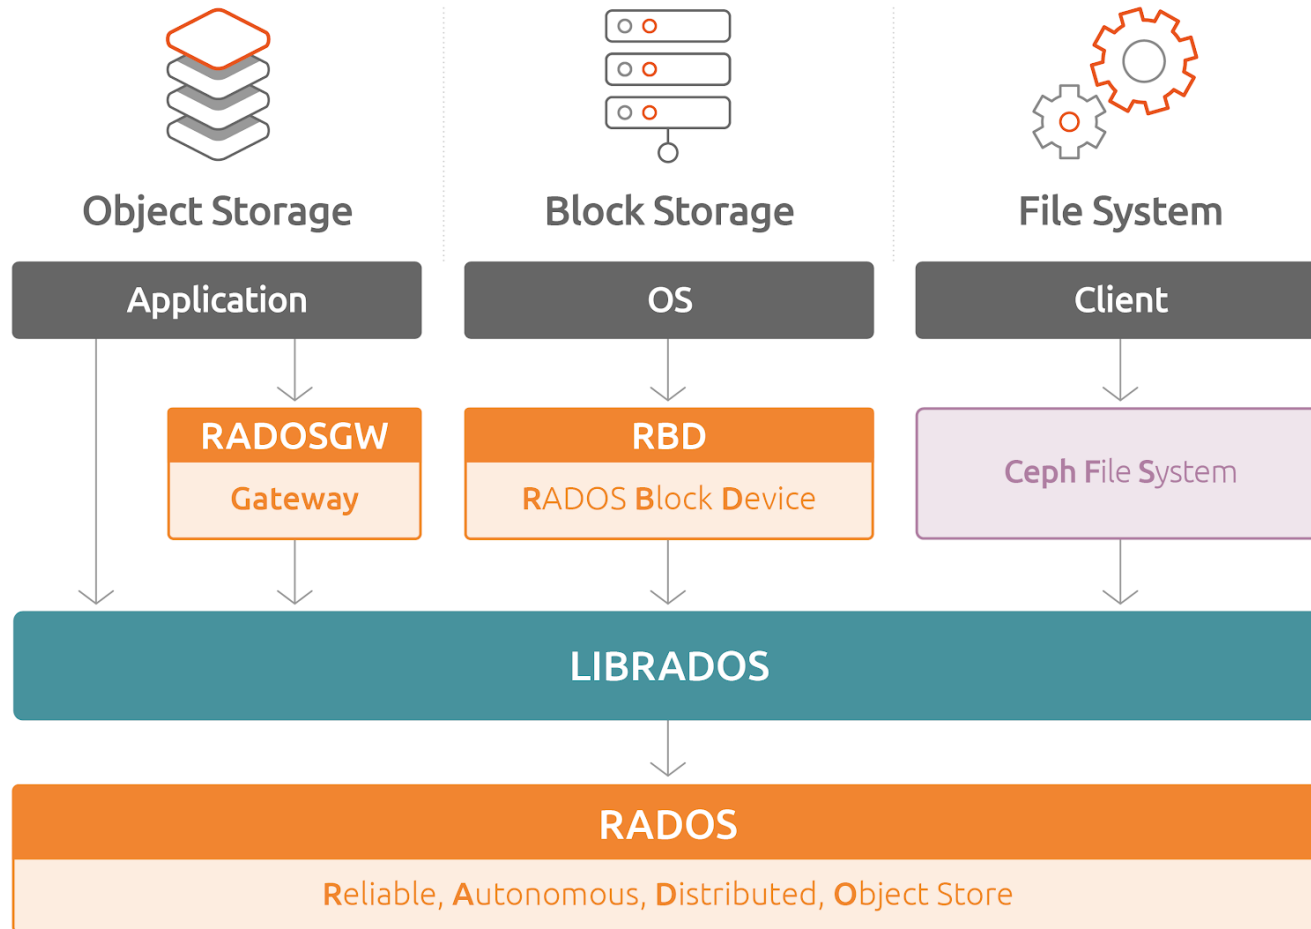 Object Storage
Block Storage
File System
Application
OS
Client
RADOSGW
Gateway
RBD
RADOS Block Device
Ceph File System
LIBRADOS
RADOS
Reliable, Autonomous, Distributed, Object Store